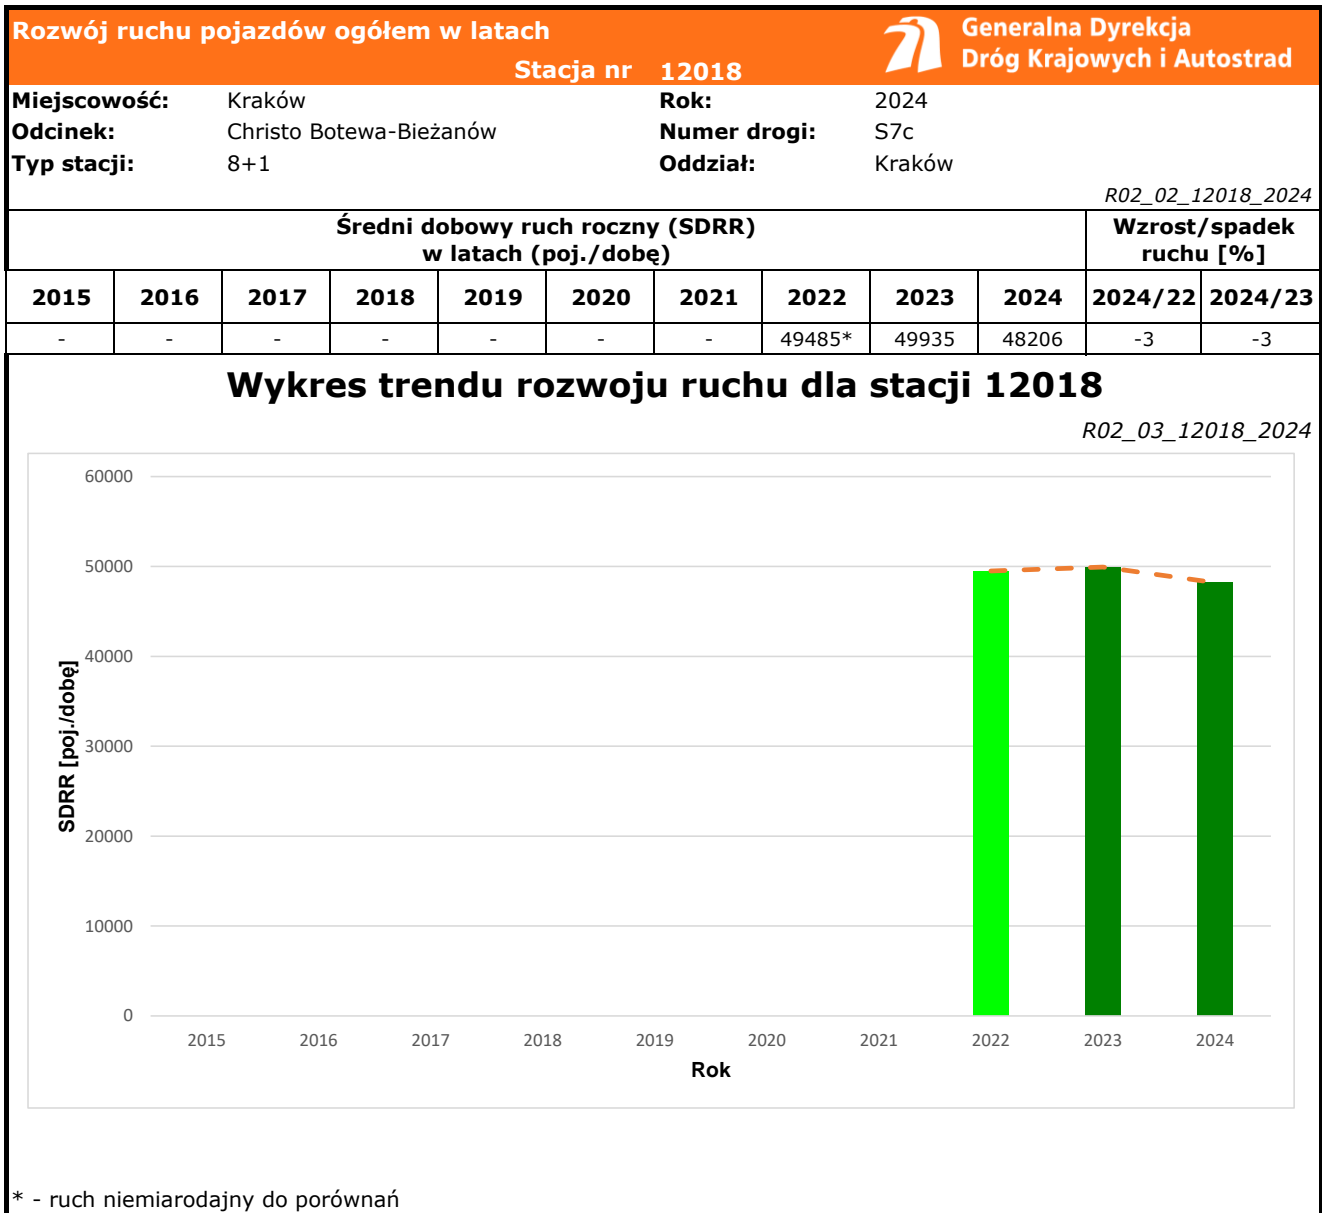 Rozwój ruchu pojazdów ogółem w latach
Stacja nr 12018
Generalna Dyrekcja
Dróg Krajowych i Autostrad
Miejscowość: Kraków Rok: 2024
Odcinek: Christo Botewa-Bieżanów Numer drogi: S7c
Typ stacji: 8+1 Oddział: Kraków
R02_02_12018_2024
Średni dobowy ruch roczny (SDRR)
w latach (poj./dobę)
Wzrost/spadek
ruchu [%]
2015 2016 2017 2018 2019 2020 2021 2022 2023 2024 2024/22 2024/23
- - - - - - - 49485* 49935 48206 -3 -3
Wykres trendu rozwoju ruchu dla stacji 12018
R02_03_12018_2024
60000
50000
40000
30000
20000
10000
0
SDRR [poj./dobę]
2015 2016 2017 2018 2019 2020 2021 2022 2023 2024
Rok
* - ruch niemiarodajny do porównań